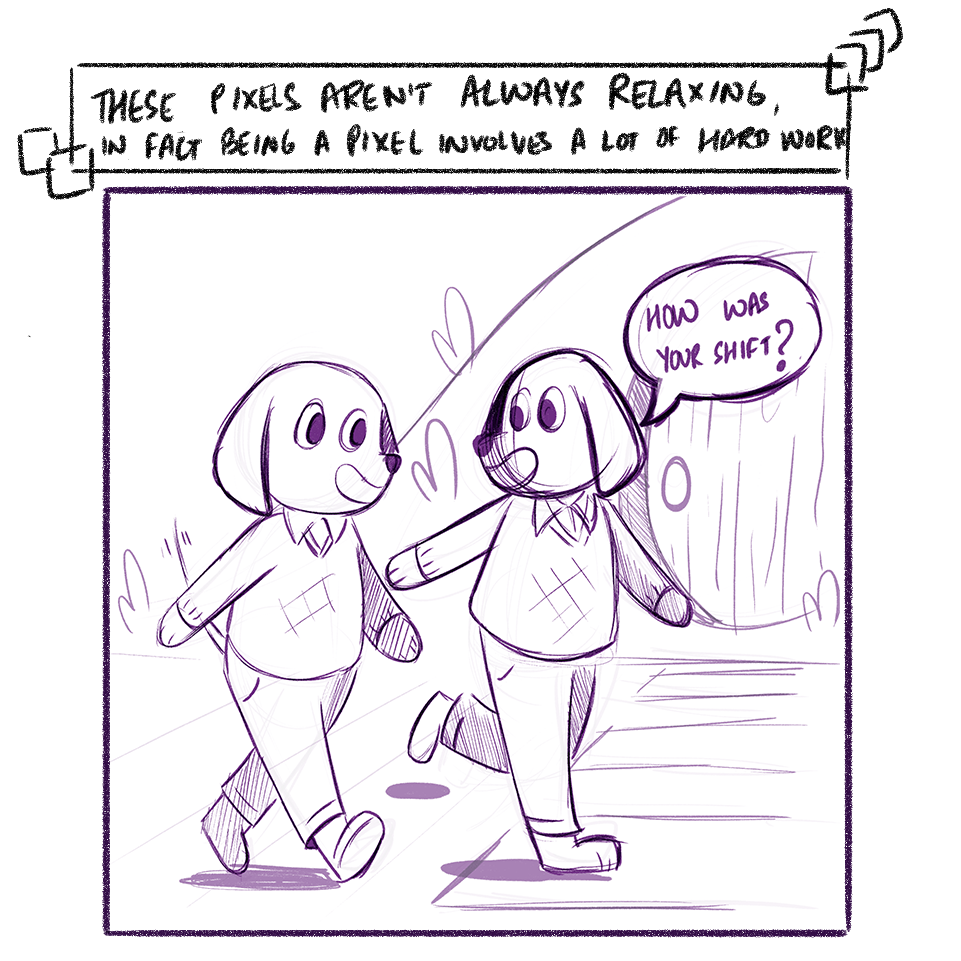 THESE PIXELS AREN'T ALWAYS RELAXING,
IN FACT BEING A PIXEL INVOLVES A LOT OF HARD WORK
HOW WAS
YOUR SHIFT?